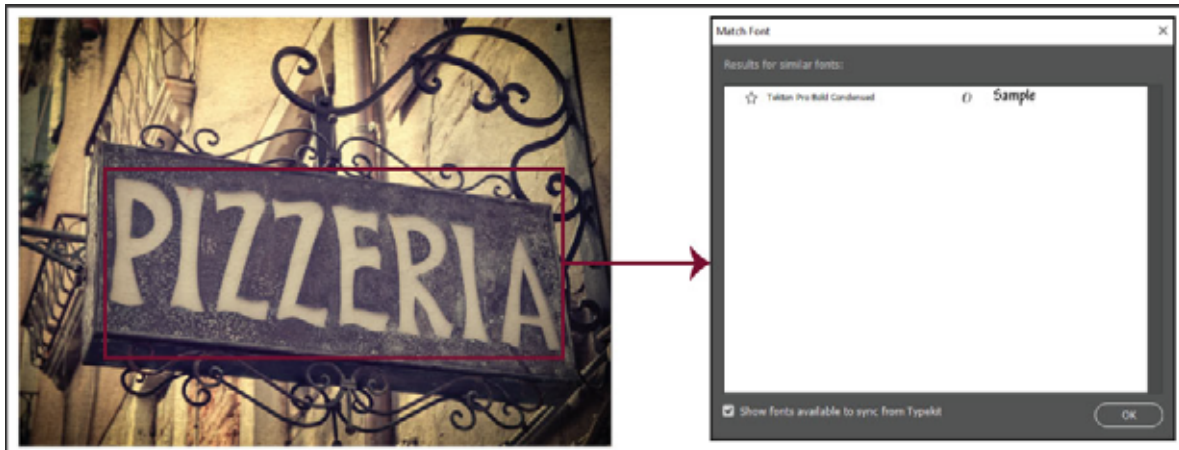 PIZZERIA
Match Font
Results for similar fonts:
Tekton Pro Bold Condensed
Sample
Show fonts available to sync from Typekit
OK